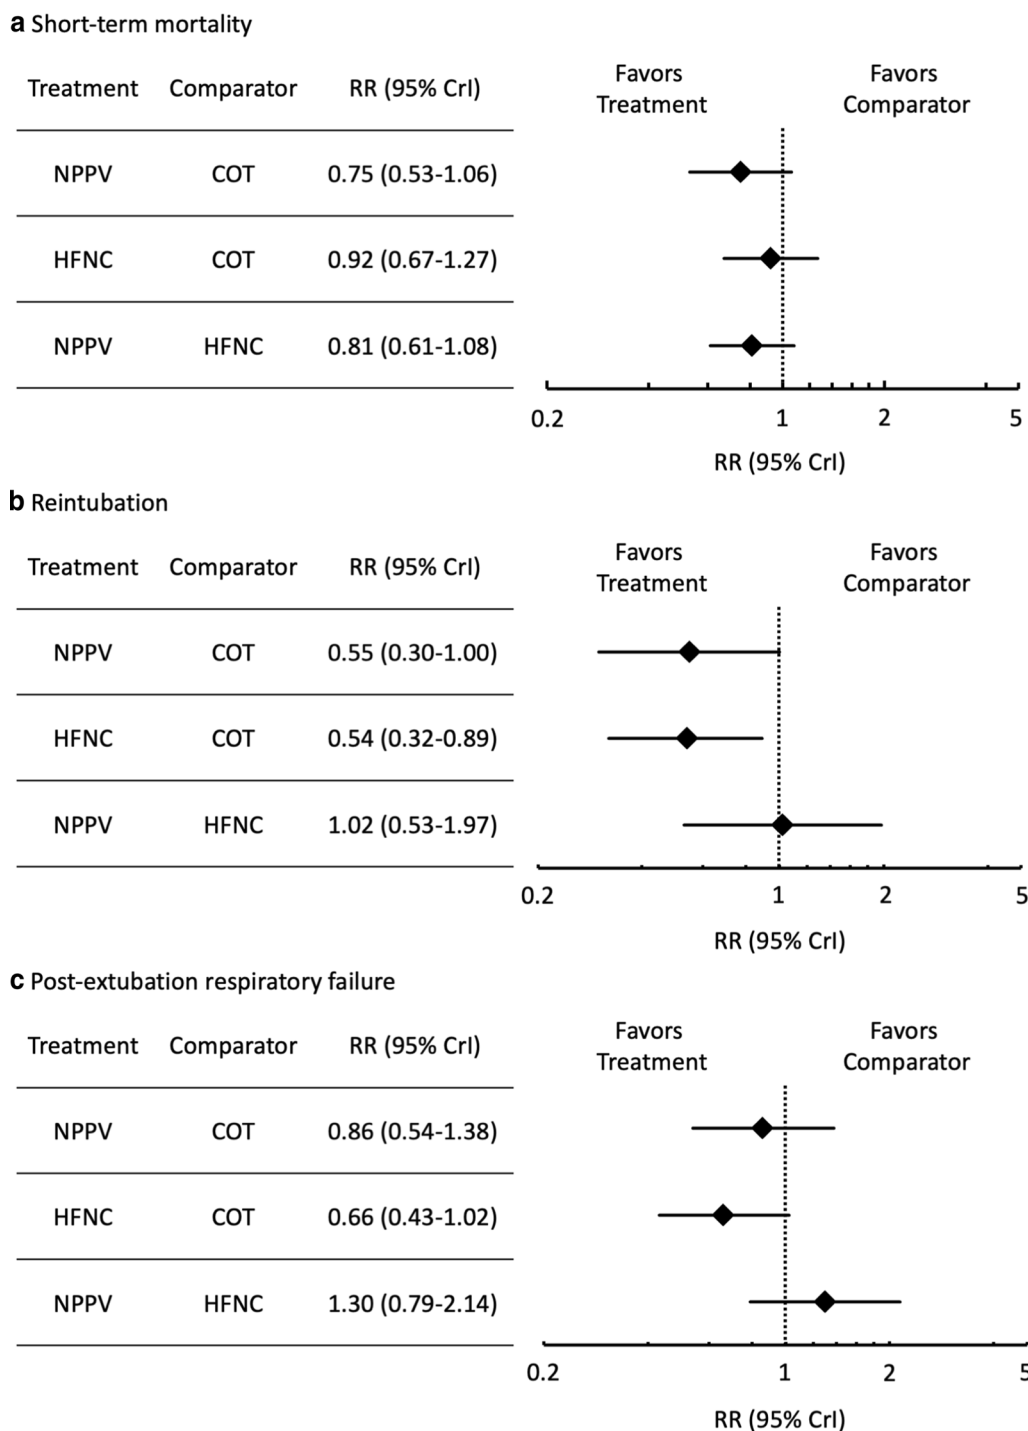 a Short-term mortality
Treatment Comparator RR (95% CrI) Favors Treatment Favors Comparator
NPPV COT 0.75 (0.53-1.06)
HFNC COT 0.92 (0.67-1.27)
NPPV HFNC 0.81 (0.61-1.08)
0.2 1 2 5
RR (95% CrI)
b Reintubation
Treatment Comparator RR (95% CrI) Favors Treatment Favors Comparator
NPPV COT 0.55 (0.30-1.00)
HFNC COT 0.54 (0.32-0.89)
NPPV HFNC 1.02 (0.53-1.97)
0.2 1 2 5
RR (95% CrI)
c Post-extubation respiratory failure
Treatment Comparator RR (95% CrI) Favors Treatment Favors Comparator
NPPV COT 0.86 (0.54-1.38)
HFNC COT 0.66 (0.43-1.02)
NPPV HFNC 1.30 (0.79-2.14)
0.2 1 2 5
RR (95% CrI)